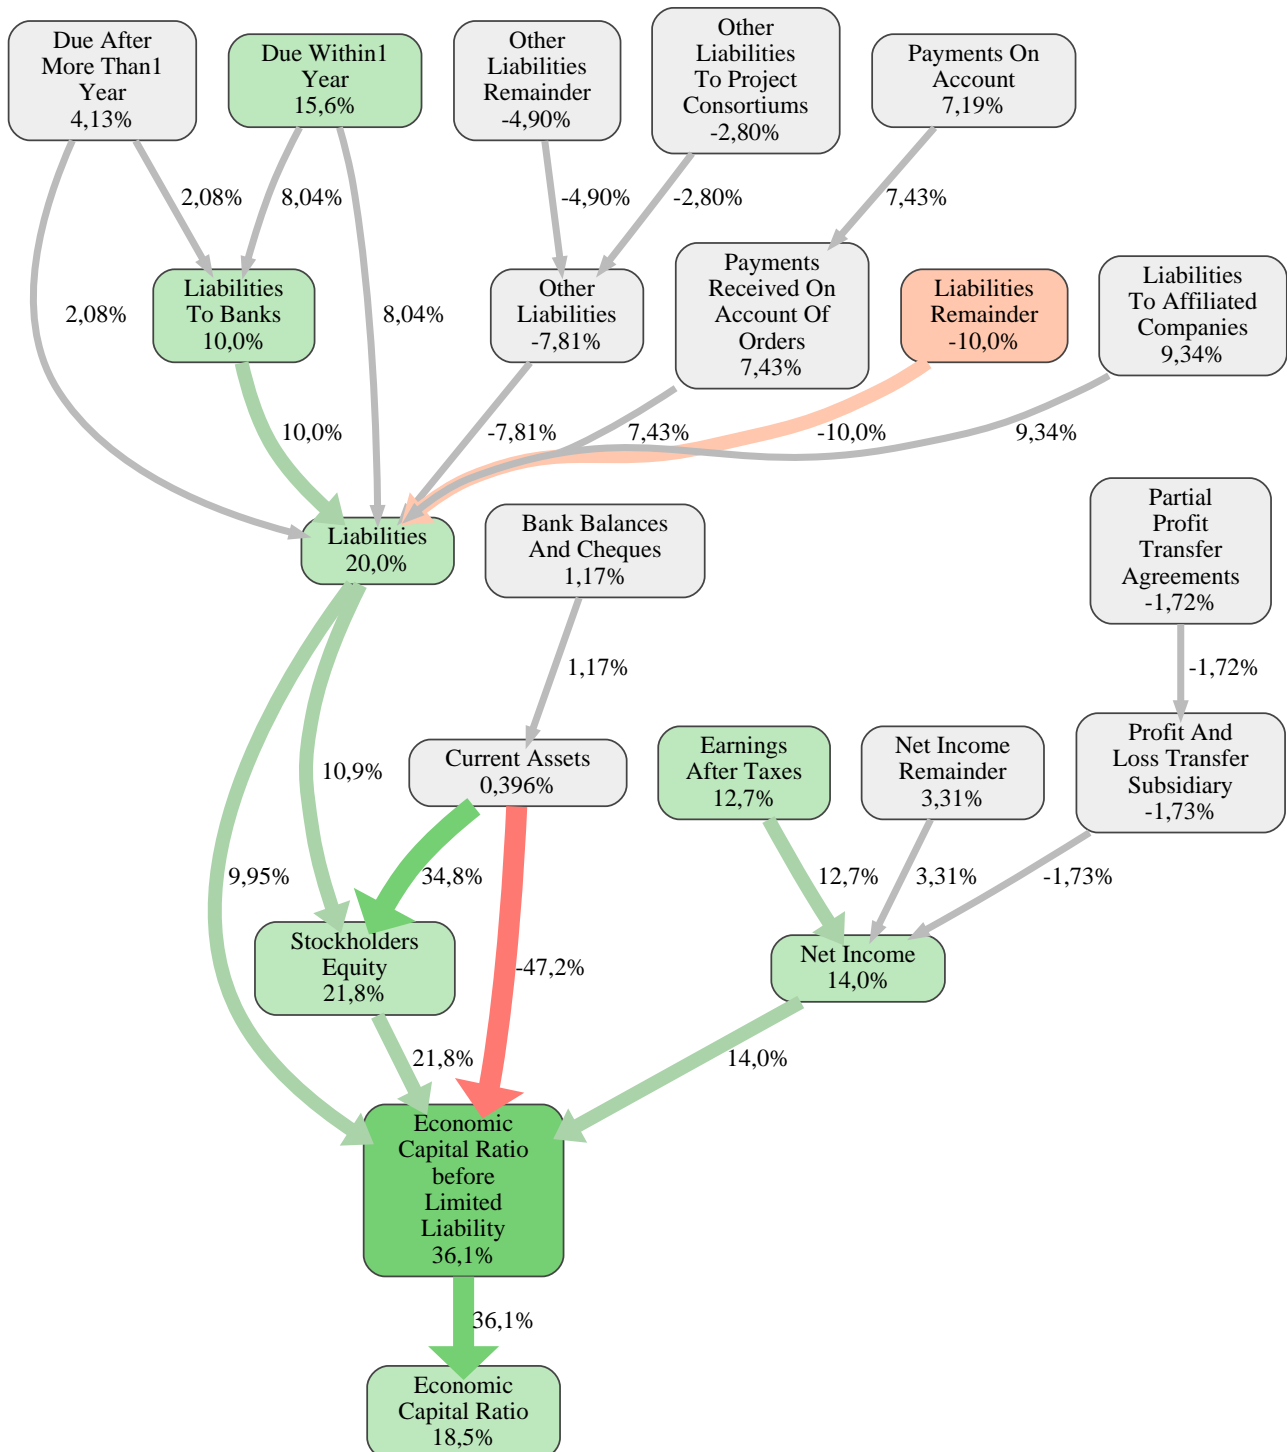 Due After
More Than1
Year
4,13%
Due Within1
Year
15,6%
Other
Liabilities
Remainder
-4,90%
Other
Liabilities
To Project
Consortiums
-2,80%
Payments On
Account
7,19%
2,08%
8,04%
-4,90%
-2,80%
7,43%
2,08%
Liabilities
To Banks
10,0%
8,04%
Other
Liabilities
-7,81%
Payments
Received On
Account Of
Orders
7,43%
Liabilities
Remainder
-10,0%
Liabilities
To Affiliated
Companies
9,34%
10,0%
-7,81%
7,43%
-10,0%
9,34%
Liabilities
20,0%
Bank Balances
And Cheques
1,17%
Partial
Profit
Transfer
Agreements
-1,72%
1,17%
-1,72%
10,9%
Current Assets
0,396%
Earnings
After Taxes
12,7%
Net Income
Remainder
3,31%
Profit And
Loss Transfer
Subsidiary
-1,73%
9,95%
34,8%
12,7%
3,31%
-1,73%
Stockholders
Equity
21,8%
-47,2%
Net Income
14,0%
21,8%
14,0%
Economic
Capital Ratio
before
Limited
Liability
36,1%
36,1%
Economic
Capital Ratio
18,5%